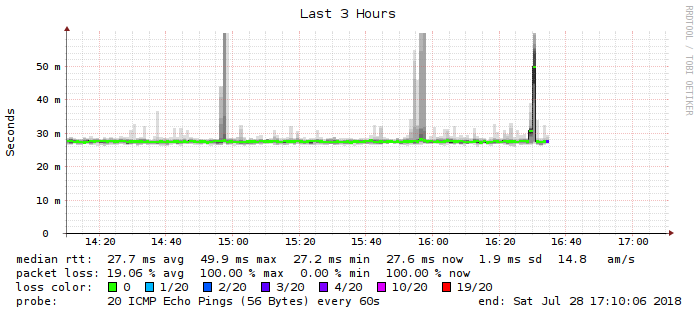 Last 3 Hours
RRDTOOL / TOBI OETIKER
Seconds
50 m
40 m
30 m
20 m
10 m
0
14:20 14:40 15:00 15:20 15:40 16:00 16:20 16:40 17:00
median rtt: 27.7 ms avg 49.9 ms max 27.2 ms min 27.6 ms now 1.9 ms sd 14.8 am/s
packet loss: 19.06 % avg 100.00 % max 0.00 % min 100.00 % now
loss color: 0 1/20 2/20 3/20 4/20 10/20 19/20
probe: 20 ICMP Echo Pings (56 Bytes) every 60s end: Sat Jul 28 17:10:06 2018